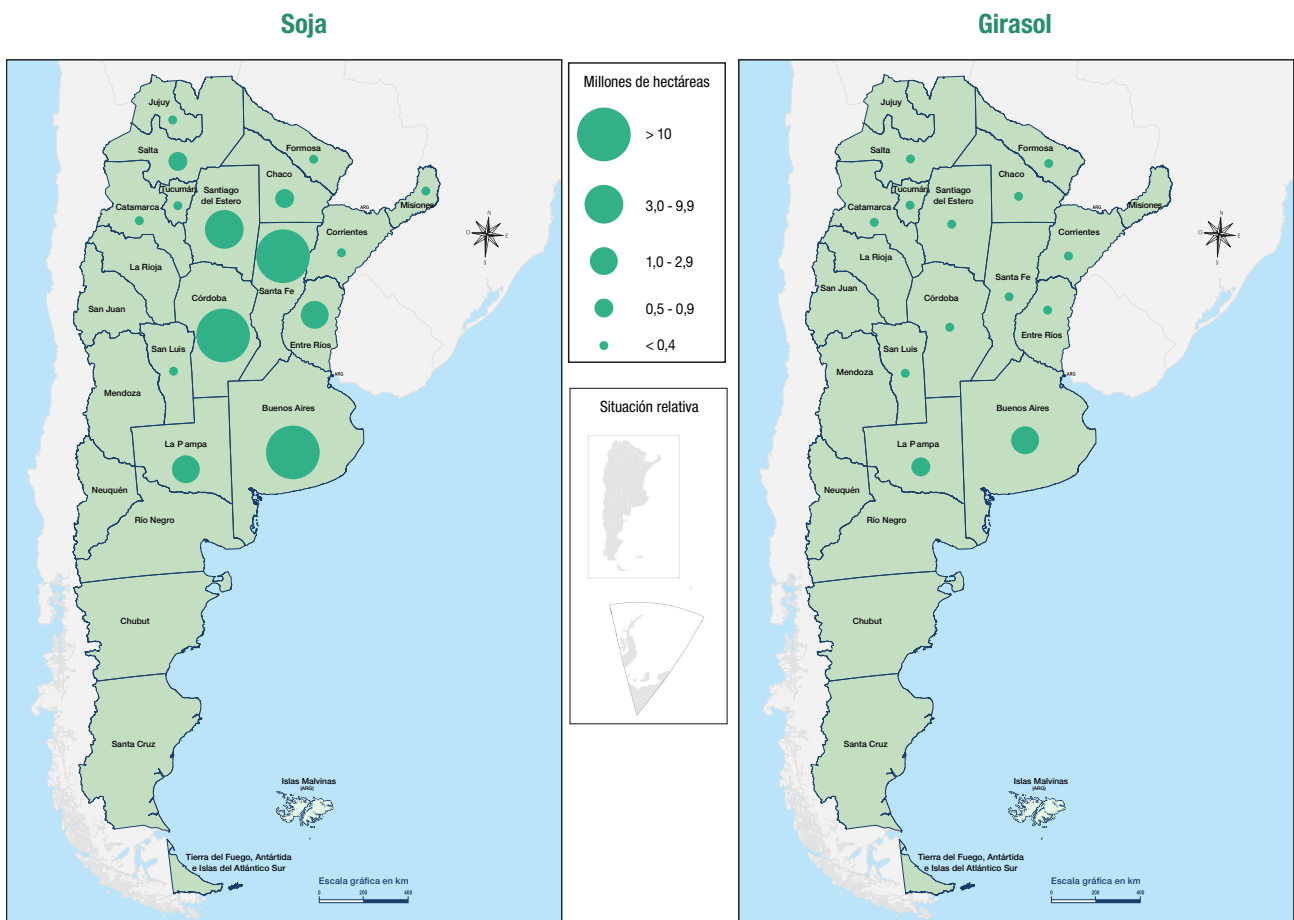 Soja
Jujuy
Salta
Formosa
Chaco
Tucumán
Santiago
del Estero
Catamarca
ARG
Misiones
Corrientes
N
O
E
S
La Rioja
Santa Fe
San Juan
Córdoba
San Luis
Entre Ríos
ARG
Mendoza
Buenos Aires
La Pampa
Neuquén
Río Negro
Chubut
Santa Cruz
Islas Malvinas
(ARG)
Tierra del Fuego, Antártida
e Islas del Atlántico Sur
Escala gráfica en km
0 200 400
Millones de hectáreas
> 10
3,0 - 9,9
1,0 - 2,9
0,5 - 0,9
< 0,4
Situación relativa
Girasol
Jujuy
Salta
Formosa
Chaco
Tucumán
Santiago
del Estero
Catamarca
ARG
Misiones
Corrientes
N
O
E
S
La Rioja
Santa Fe
San Juan
Córdoba
San Luis
Entre Ríos
ARG
Mendoza
Buenos Aires
La Pampa
Neuquén
Río Negro
Chubut
Santa Cruz
Islas Malvinas
(ARG)
Tierra del Fuego, Antártida
e Islas del Atlántico Sur
Escala gráfica en km
0 200 400